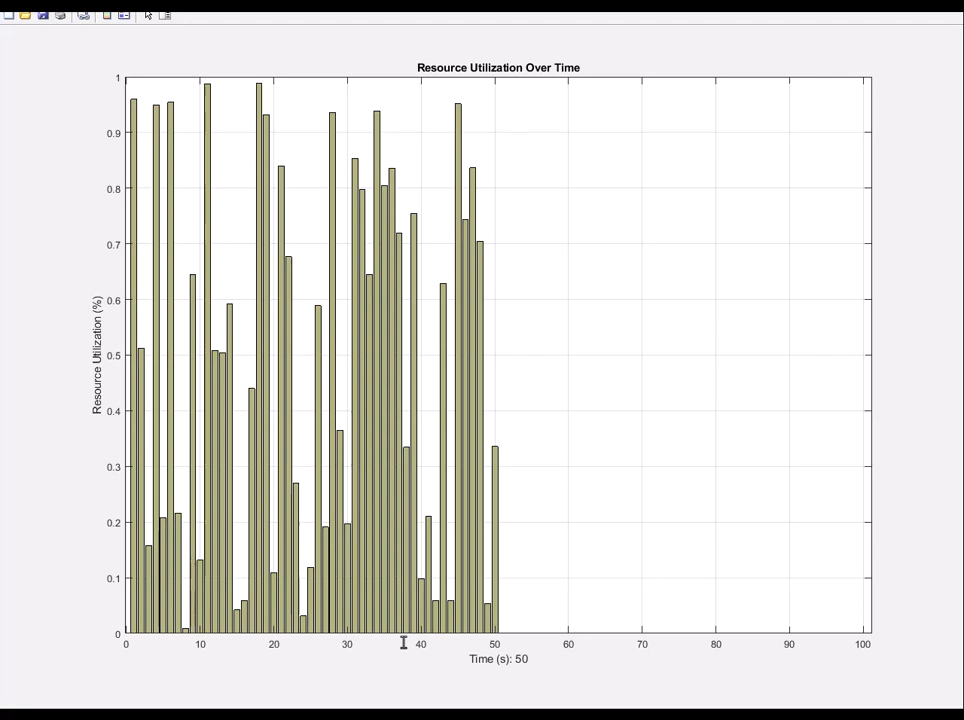 Resource Utilization Over Time
1
0.9
0.8
0.7
0.6
0.5
0.4
0.3
0.2
0.1
0
Resource Utilization (%)
0 10 20 30 40 50 60 70 80 90 100
Time (s): 50